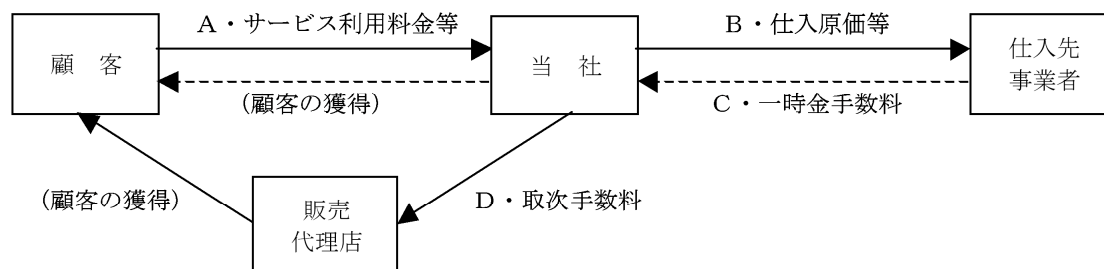 A・サービス利用料金等
B・仕入原価等
顧 客
当 社
仕入先
事業者
(顧客の獲得)
C・一時金手数料
(顧客の獲得)
D・取次手数料
販売
代理店